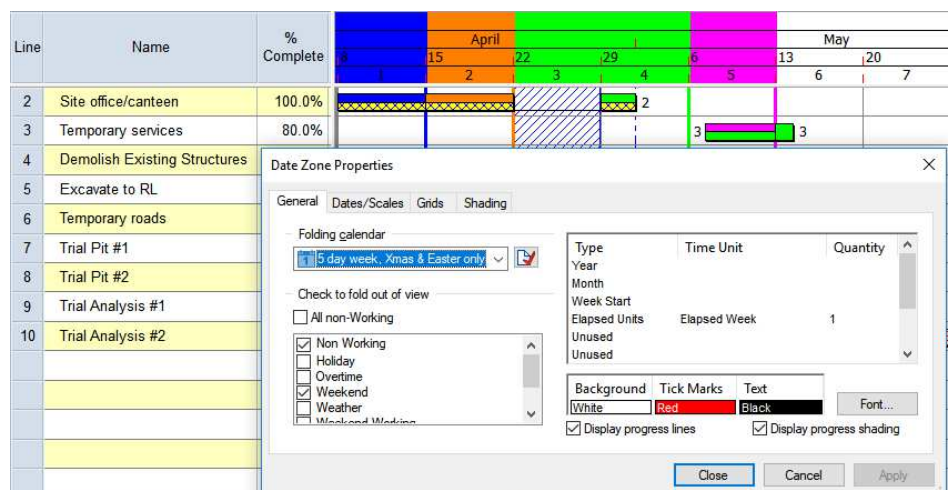 Line Name % Complete
April May
8 15 22 29 6 13 20
1 2 3 4 5 6 7
2 Site office/canteen 100.0% 2
3 Temporary services 80.0% 3 3
4 Demolish Existing Structures
5 Excavate to RL
6 Temporary roads
7 Trial Pit #1
8 Trial Pit #2
9 Trial Analysis #1
10 Trial Analysis #2
Date Zone Properties
General Dates/Scales Grids Shading
Folding calendar
5 day week, Xmas & Easter only
Check to fold out of view
All non-Working
Non Working
Holiday
Overtime
Weekend
Weather
Weekend Working
Type Time Unit Quantity
Year
Month
Week Start
Elapsed Units Elapsed Week 1
Unused
Unused
Background Tick Marks Text
White Red Black
Font...
Display progress lines Display progress shading
Close Cancel Apply